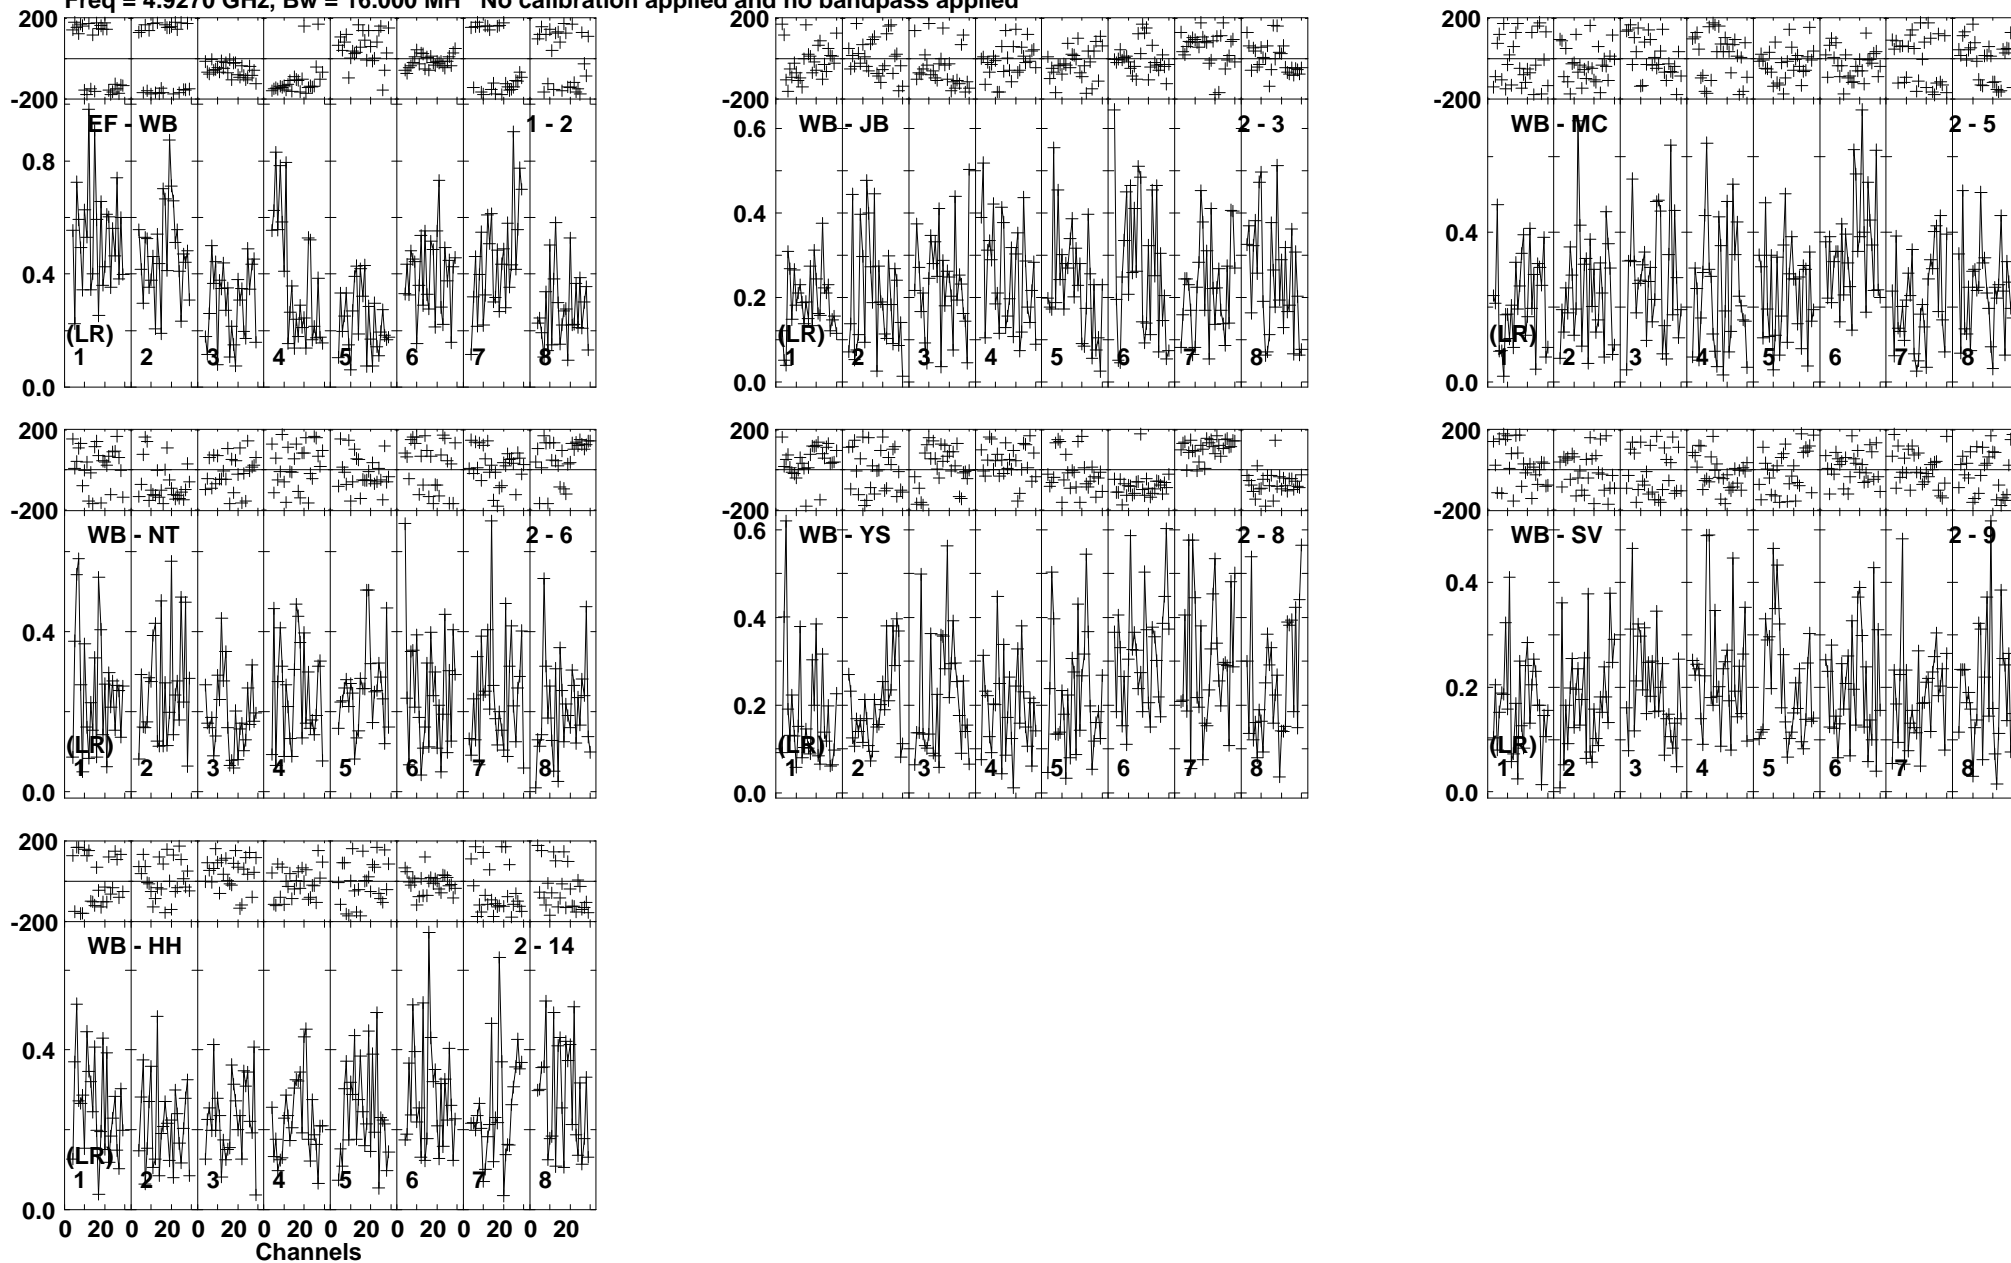 Freq = 4.9270 GHz, Bw = 16.000 MH No calibration applied and no bandpass applied
200
-200
EF - WB
1 - 2
0.8
0.4
0.0
(LR)
1 2 3 4 5 6 7 8
200
-200
WB - JB
2 - 3
0.6
0.4
0.2
0.0
(LR)
1 2 3 4 5 6 7 8
200
-200
WB - MC
2 - 5
0.4
0.0
(LR)
1 2 3 4 5 6 7 8
200
-200
WB - NT
2 - 6
0.4
0.0
(LR)
1 2 3 4 5 6 7 8
200
-200
WB - YS
2 - 8
0.6
0.4
0.2
0.0
(LR)
1 2 3 4 5 6 7 8
200
-200
WB - SV
2 - 9
0.4
0.2
0.0
(LR)
1 2 3 4 5 6 7 8
200
-200
WB - HH
2 - 14
0.4
0.0
(LR)
1 2 3 4 5 6 7 8
0 20 0 20 0 20 0 20 0 20 0 20 0 20 0 20
Channels